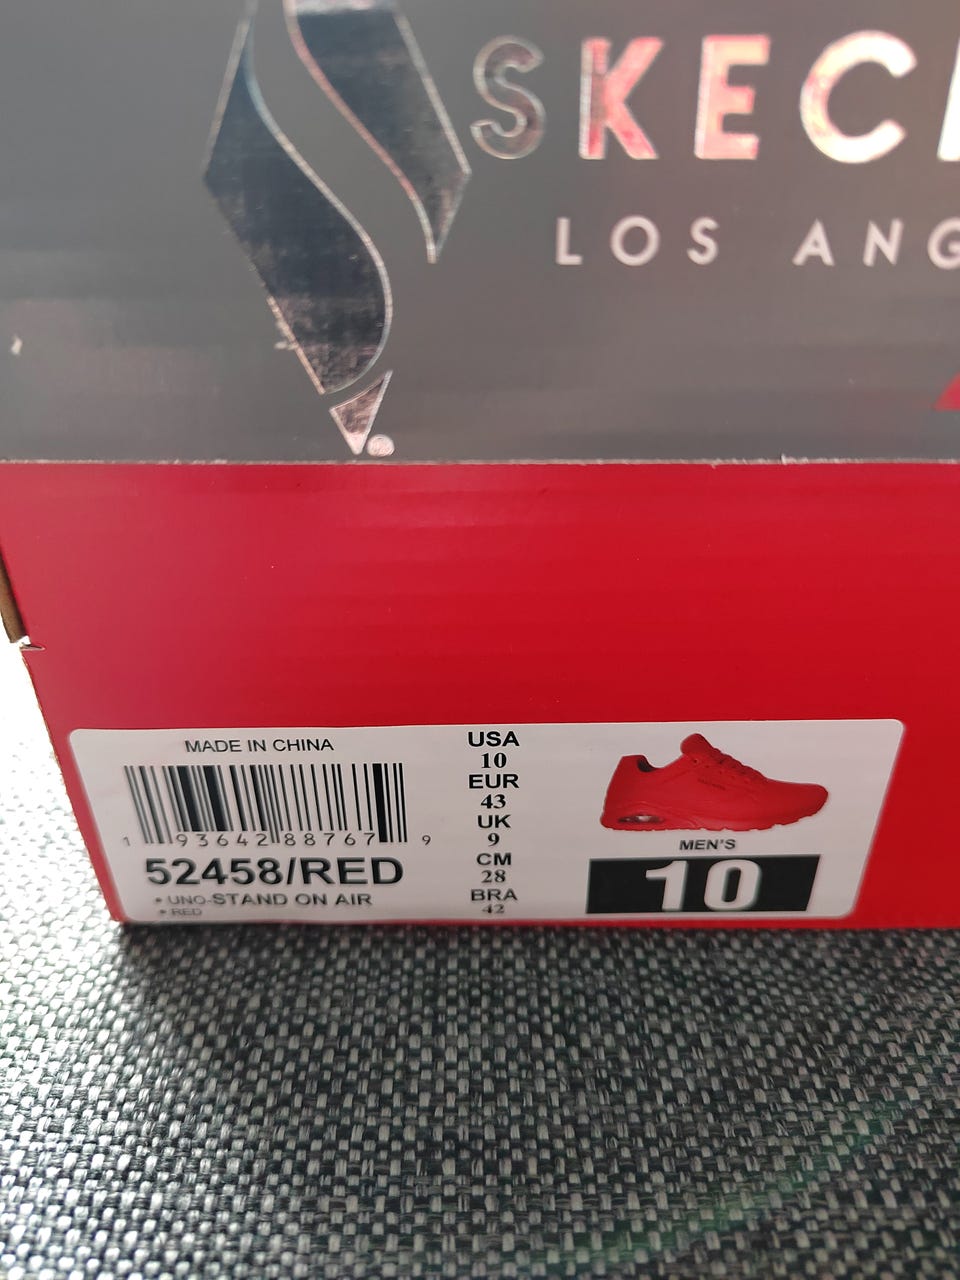 SKECH
LOS ANG
MADE IN CHINA
1 93642 88767 9
52458/RED
• UNO-STAND ON AIR
• RED
USA
10
EUR
43
UK
9
CM
28
BRA
42
MEN'S
10